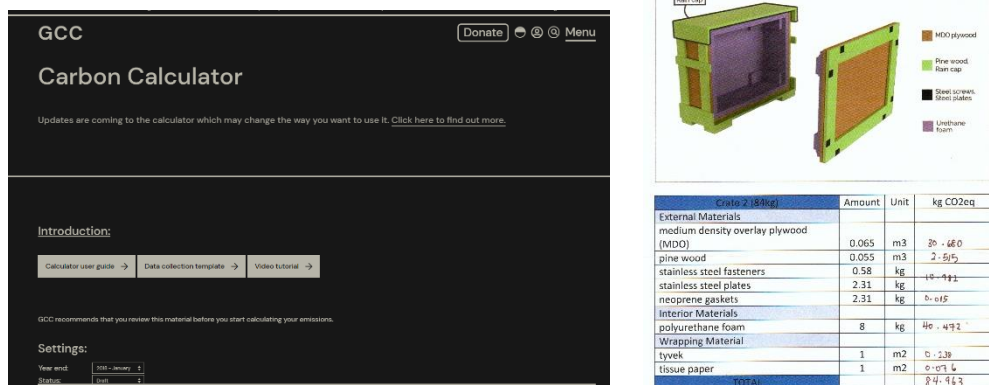 GCC
Donate
Menu
Carbon Calculator
Updates are coming to the calculator which may change the way you want to use it. Click here to find out more.
Introduction:
Calculator user guide → Data collection template → Video tutorial →
GCC recommends that you review this material before you start calculating your emissions.
Settings:
Year end: 2018 - January
Status: Draft
Rain cap
MDO plywood
Pine wood,
Rain cap
Steel screws,
Steel plates
Urethane
foam
Crate 2 (84kg) Amount Unit kg CO2eq
External Materials
medium density overlay plywood
(MDO) 0.065 m3 30.680
pine wood 0.055 m3 2.515
stainless steel fasteners 0.58 kg
stainless steel plates 2.31 kg
neoprene gaskets 2.31 kg 0.015
Interior Materials
polyurethane foam 8 kg 40.472
Wrapping Material
tyvek 1 m2
tissue paper 1 m2 0.076
TOTAL 84.963